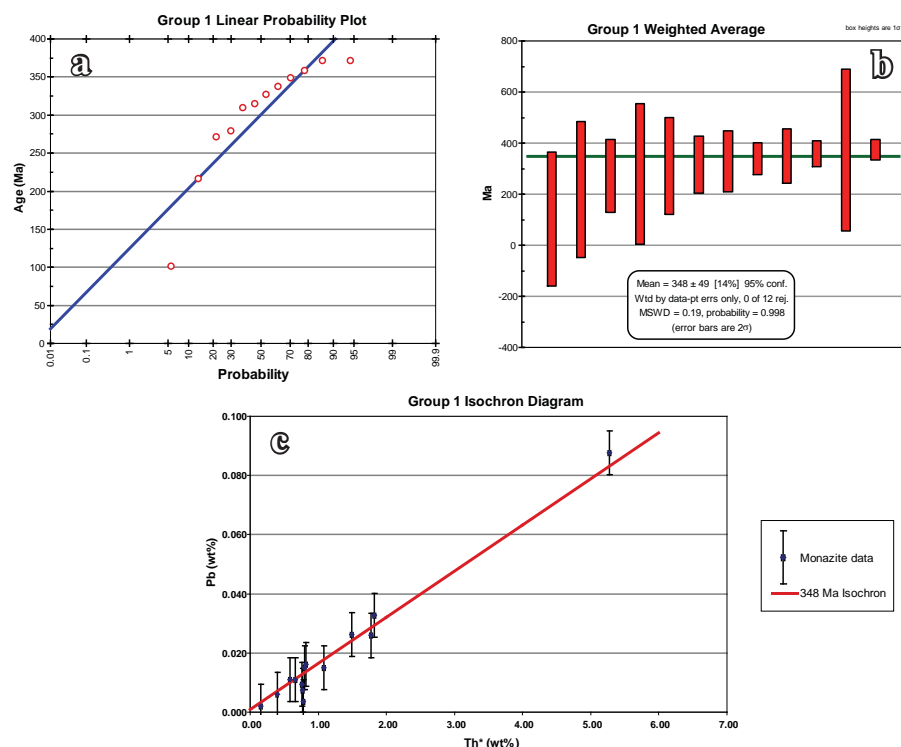 Group 1 Linear Probability Plot
a
Age (Ma)
400
350
300
250
200
150
100
50
0
0.01
0.1
1
5
10
20
30
50
70
80
90
95
99
99.9
Probability
Group 1 Weighted Average
box heights are 1σ
b
Ma
800
600
400
200
0
-200
-400
Mean = 348 ± 49 [14%] 95% conf.
Wtd by data-pt errs only, 0 of 12 rej.
MSWD = 0.19, probability = 0.998
(error bars are 2σ)
Group 1 Isochron Diagram
c
Pb (wt%)
0.100
0.080
0.060
0.040
0.020
0.000
0.00
1.00
2.00
3.00
4.00
5.00
6.00
7.00
Th* (wt%)
Monazite data
348 Ma Isochron